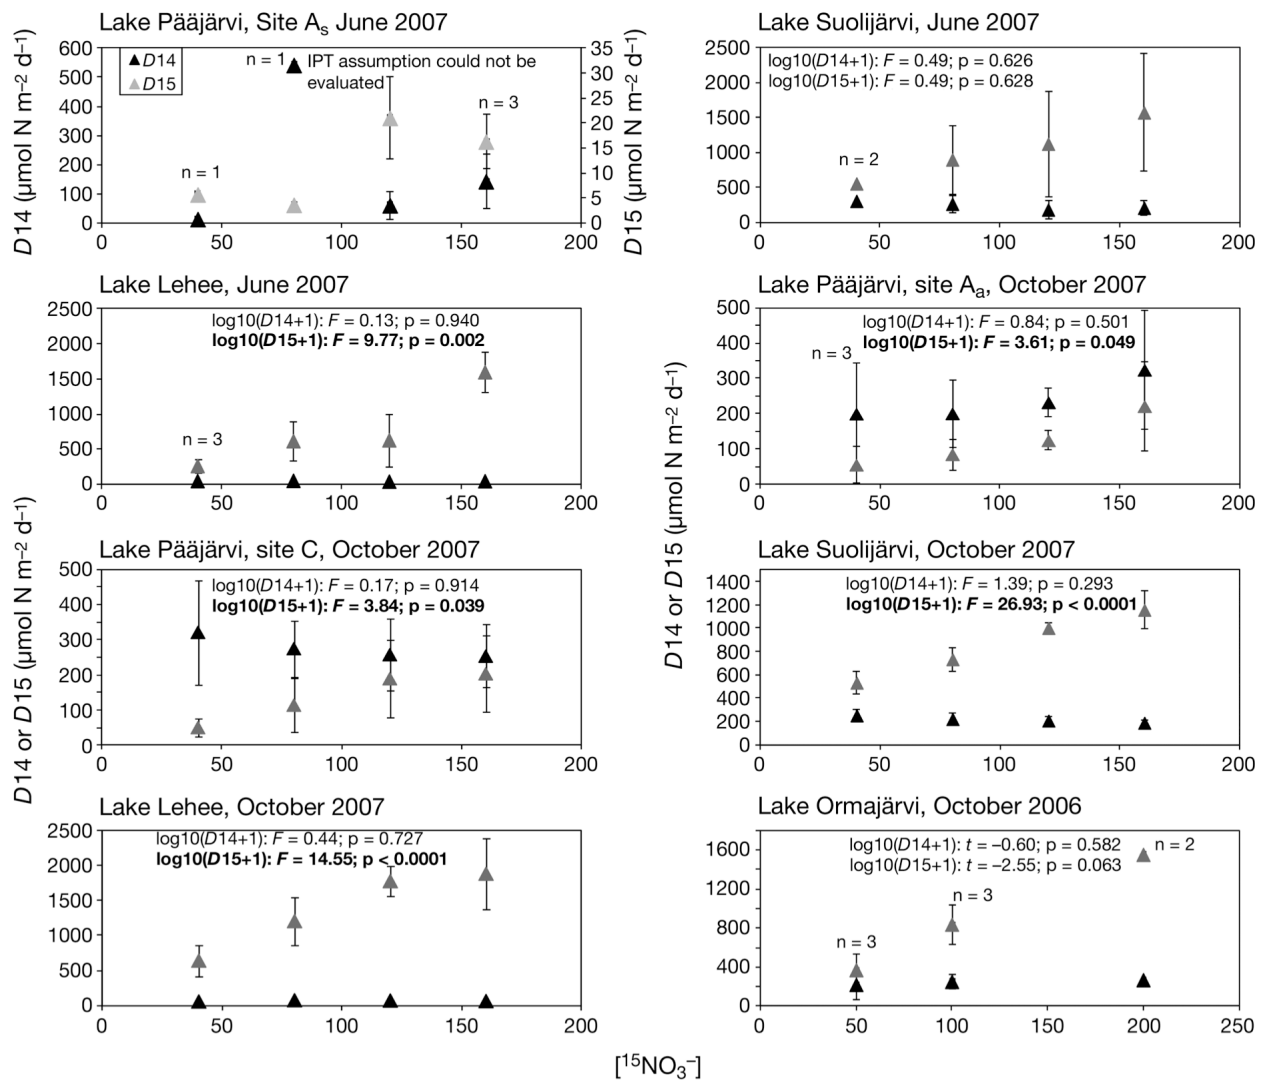 Lake Pääjärvi, Site As June 2007
D14 (µmol N m–2 d–1)
600
500
400
300
200
100
0
D14
D15
n = 1
IPT assumption could not be
evaluated
n = 3
n = 1
35
30
25
20
15
10
5
0
D15 (µmol N m–2 d–1)
0 50 100 150 200
Lake Suolijärvi, June 2007
2500
2000
1500
1000
500
0
log10(D14+1): F = 0.49; p = 0.626
log10(D15+1): F = 0.49; p = 0.628
n = 2
0 50 100 150 200
Lake Lehee, June 2007
2500
2000
1500
1000
500
0
log10(D14+1): F = 0.13; p = 0.940
log10(D15+1): F = 9.77; p = 0.002
n = 3
0 50 100 150 200
Lake Pääjärvi, site Aa, October 2007
500
400
300
200
100
0
log10(D14+1): F = 0.84; p = 0.501
log10(D15+1): F = 3.61; p = 0.049
n = 3
0 50 100 150 200
D14 or D15 (µmol N m–2 d–1)
Lake Pääjärvi, site C, October 2007
500
400
300
200
100
0
log10(D14+1): F = 0.17; p = 0.914
log10(D15+1): F = 3.84; p = 0.039
0 50 100 150 200
D14 or D15 (µmol N m–2 d–1)
Lake Suolijärvi, October 2007
1400
1200
1000
800
600
400
200
0
log10(D14+1): F = 1.39; p = 0.293
log10(D15+1): F = 26.93; p < 0.0001
0 50 100 150 200
Lake Lehee, October 2007
2500
2000
1500
1000
500
0
log10(D14+1): F = 0.44; p = 0.727
log10(D15+1): F = 14.55; p < 0.0001
0 50 100 150 200
Lake Ormajärvi, October 2006
1600
1200
800
400
0
log10(D14+1): t = –0.60; p = 0.582
log10(D15+1): t = –2.55; p = 0.063
n = 2
n = 3
n = 3
0 50 100 150 200 250
[15NO3–]